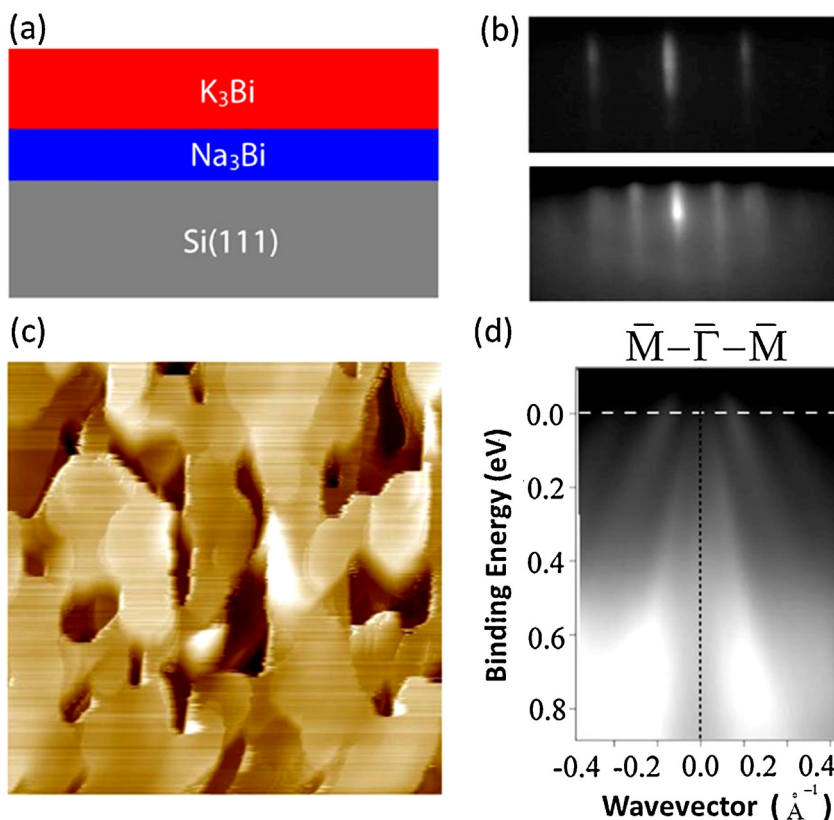 (a)
K₃Bi
Na₃Bi
Si(111)
(b)
(c)
(d)
M̄–Γ̄–M̄
Binding Energy (eV)
0.0
0.2
0.4
0.6
0.8
-0.4 -0.2 0.0 0.2 0.4
Wavevector (Å⁻¹)